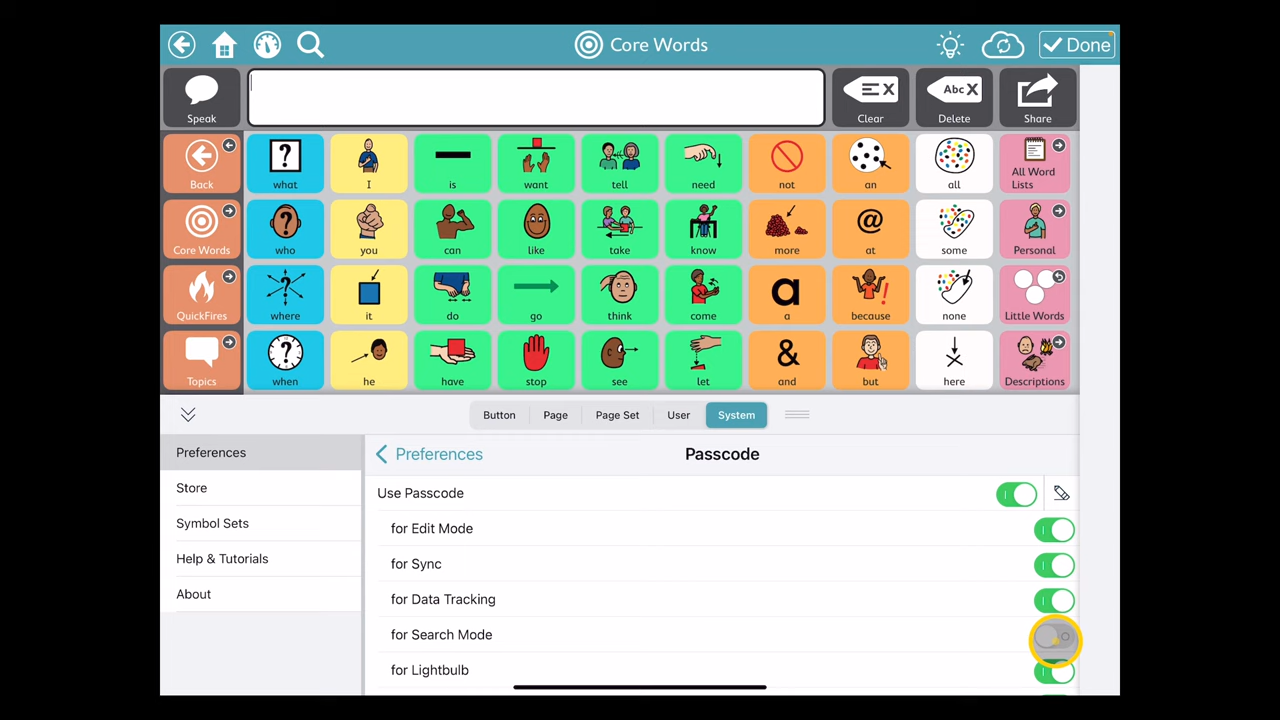 Core Words
Done
Speak
X
Clear
Abc X
Delete
Share
Back
?
what
I
is
want
tell
need
not
an
all
All Word
Lists
Core Words
?
who
you
can
like
take
know
more
@
at
some
Personal
QuickFires
?
where
it
do
go
think
come
a
a
!
because
none
Little Words
Topics
?
when
he
have
stop
see
let
&
and
but
here
Descriptions
Button
Page
Page Set
User
System
Preferences
Store
Symbol Sets
Help & Tutorials
About
Preferences
Passcode
Use Passcode
for Edit Mode
for Sync
for Data Tracking
for Search Mode
for Lightbulb